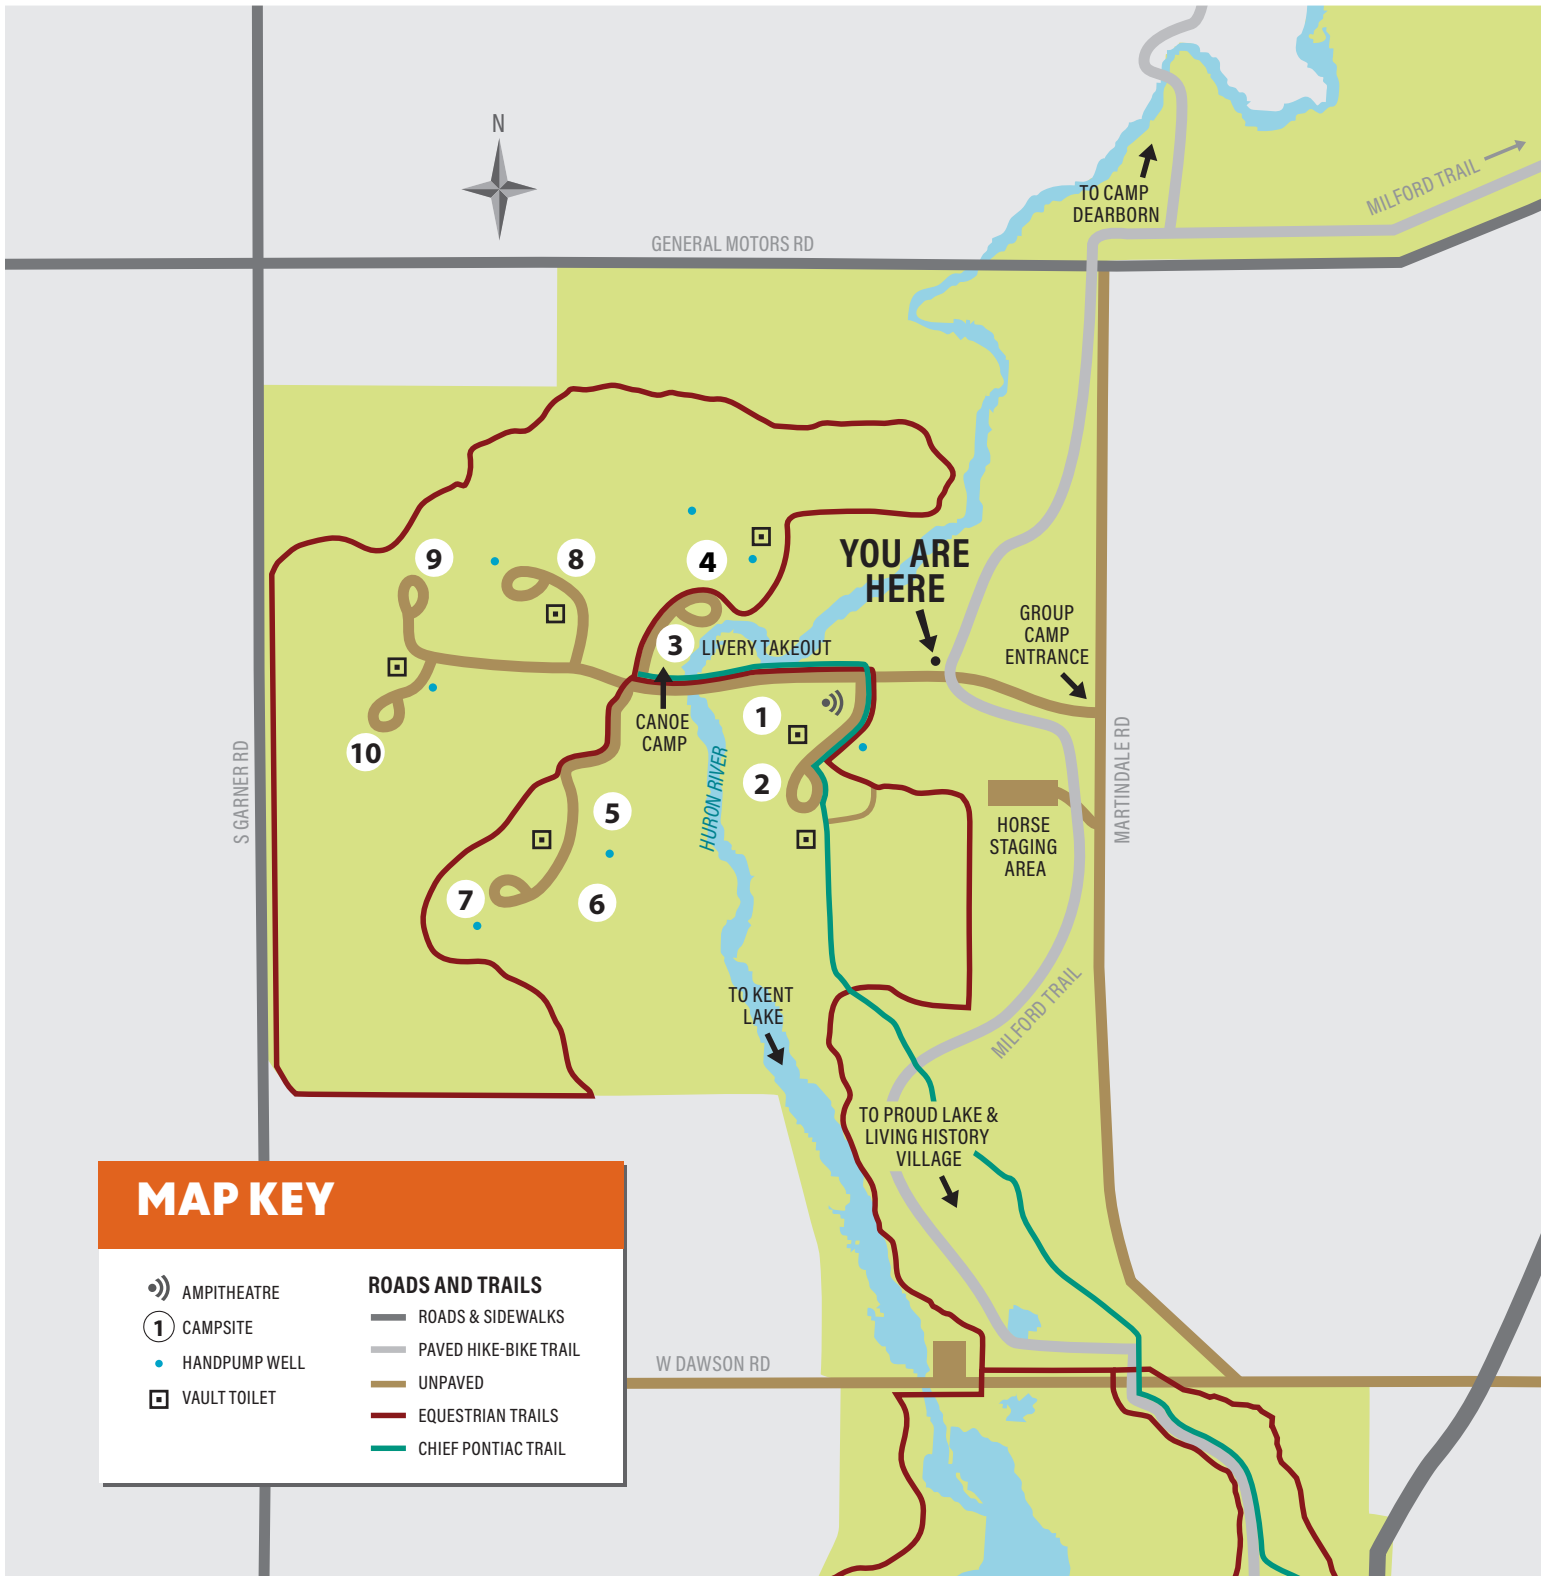 N
TO CAMP
DEARBORN
MILFORD TRAIL
GENERAL MOTORS RD
YOU ARE
HERE
9
8
4
GROUP
CAMP
ENTRANCE
3
LIVERY TAKEOUT
CANOE
CAMP
1
10
2
5
6
7
S GARNER RD
HURON RIVER
MARTINDALE RD
HORSE
STAGING
AREA
TO KENT
LAKE
MILFORD TRAIL
TO PROUD LAKE &
LIVING HISTORY
VILLAGE
W DAWSON RD
MAP KEY
AMPITHEATRE
1 CAMPSITE
HANDPUMP WELL
VAULT TOILET
ROADS AND TRAILS
ROADS & SIDEWALKS
PAVED HIKE-BIKE TRAIL
UNPAVED
EQUESTRIAN TRAILS
CHIEF PONTIAC TRAIL